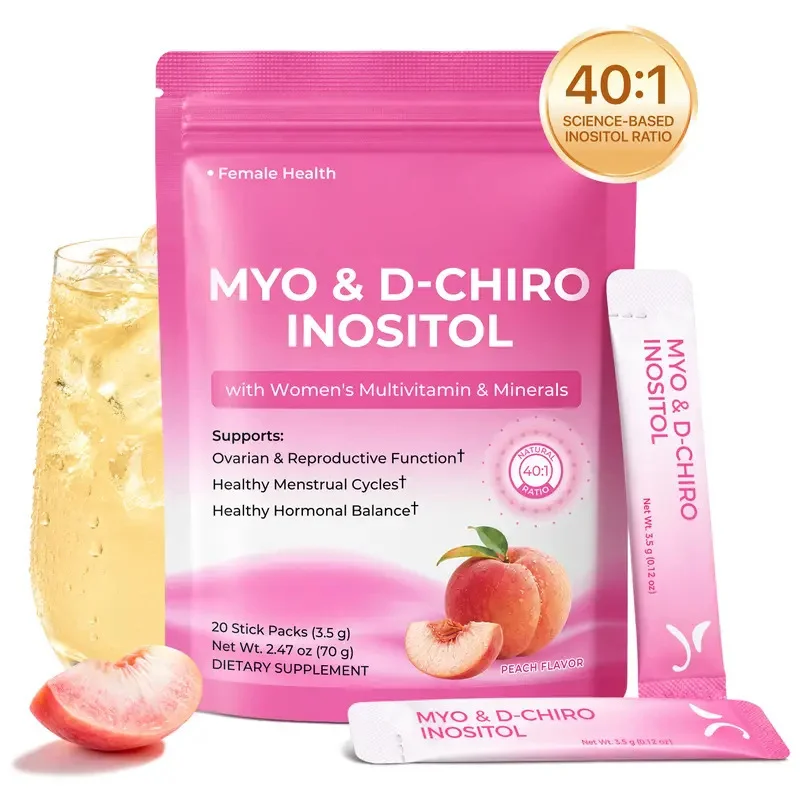 40:1
SCIENCE-BASED
INOSITOL RATIO
• Female Health
MYO & D-CHIRO
INOSITOL
with Women's Multivitamin & Minerals
Supports:
Ovarian & Reproductive Function†
Healthy Menstrual Cycles†
Healthy Hormonal Balance†
NATURAL
40:1
RATIO
20 Stick Packs (3.5 g)
Net Wt. 2.47 oz (70 g)
DIETARY SUPPLEMENT
PEACH FLAVOR
MYO & D-CHIRO
INOSITOL
Net Wt. 3.5 g (0.12 oz)
MYO & D-CHIRO
INOSITOL
Net Wt. 3.5 g (0.12 oz)